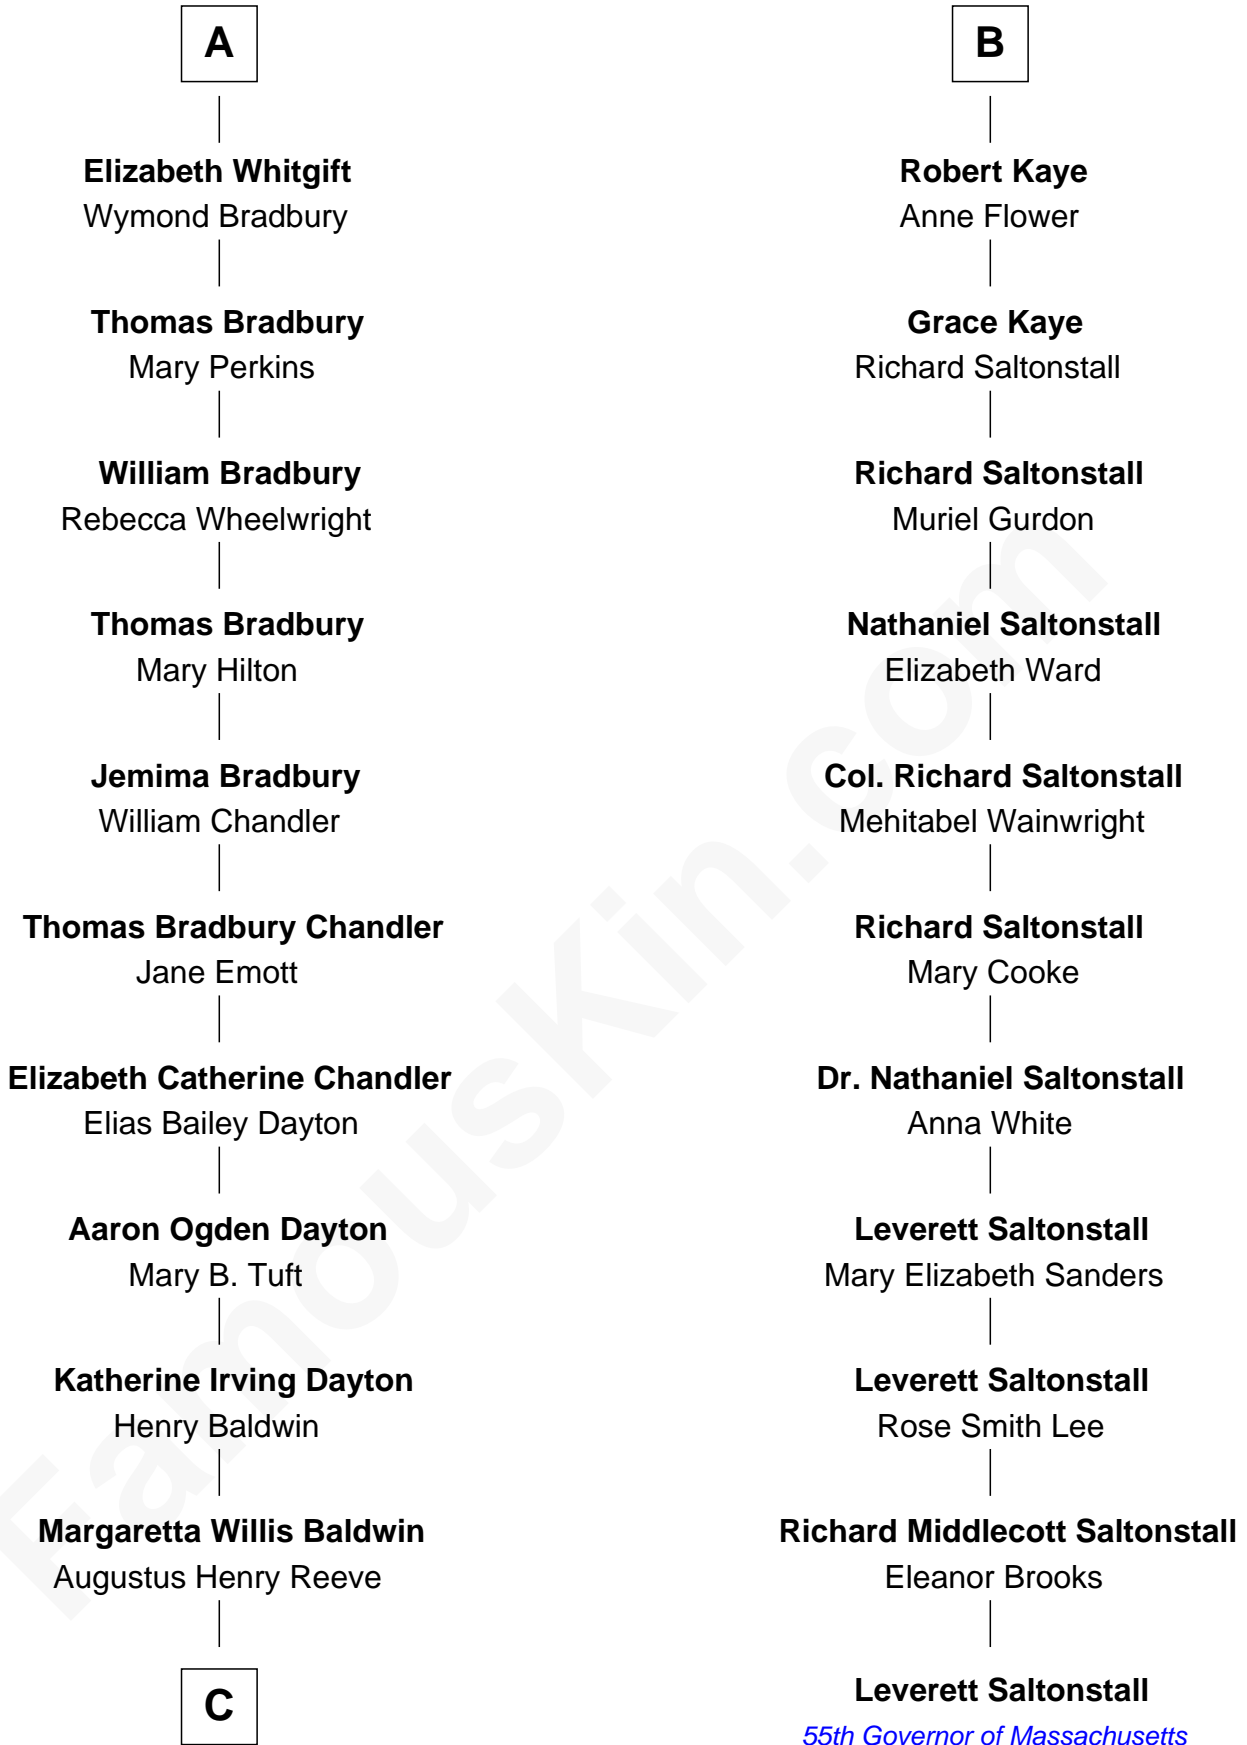 A
Elizabeth Whitgift
Wymond Bradbury
Thomas Bradbury
Mary Perkins
William Bradbury
Rebecca Wheelwright
Thomas Bradbury
Mary Hilton
Jemima Bradbury
William Chandler
Thomas Bradbury Chandler
Jane Emott
Elizabeth Catherine Chandler
Elias Bailey Dayton
Aaron Ogden Dayton
Mary B. Tuft
Katherine Irving Dayton
Henry Baldwin
Margaretta Willis Baldwin
Augustus Henry Reeve
C
B
Robert Kaye
Anne Flower
Grace Kaye
Richard Saltonstall
Richard Saltonstall
Muriel Gurdon
Nathaniel Saltonstall
Elizabeth Ward
Col. Richard Saltonstall
Mehitabel Wainwright
Richard Saltonstall
Mary Cooke
Dr. Nathaniel Saltonstall
Anna White
Leverett Saltonstall
Mary Elizabeth Sanders
Leverett Saltonstall
Rose Smith Lee
Richard Middlecott Saltonstall
Eleanor Brooks
Leverett Saltonstall
55th Governor of Massachusetts
FamousKin.com